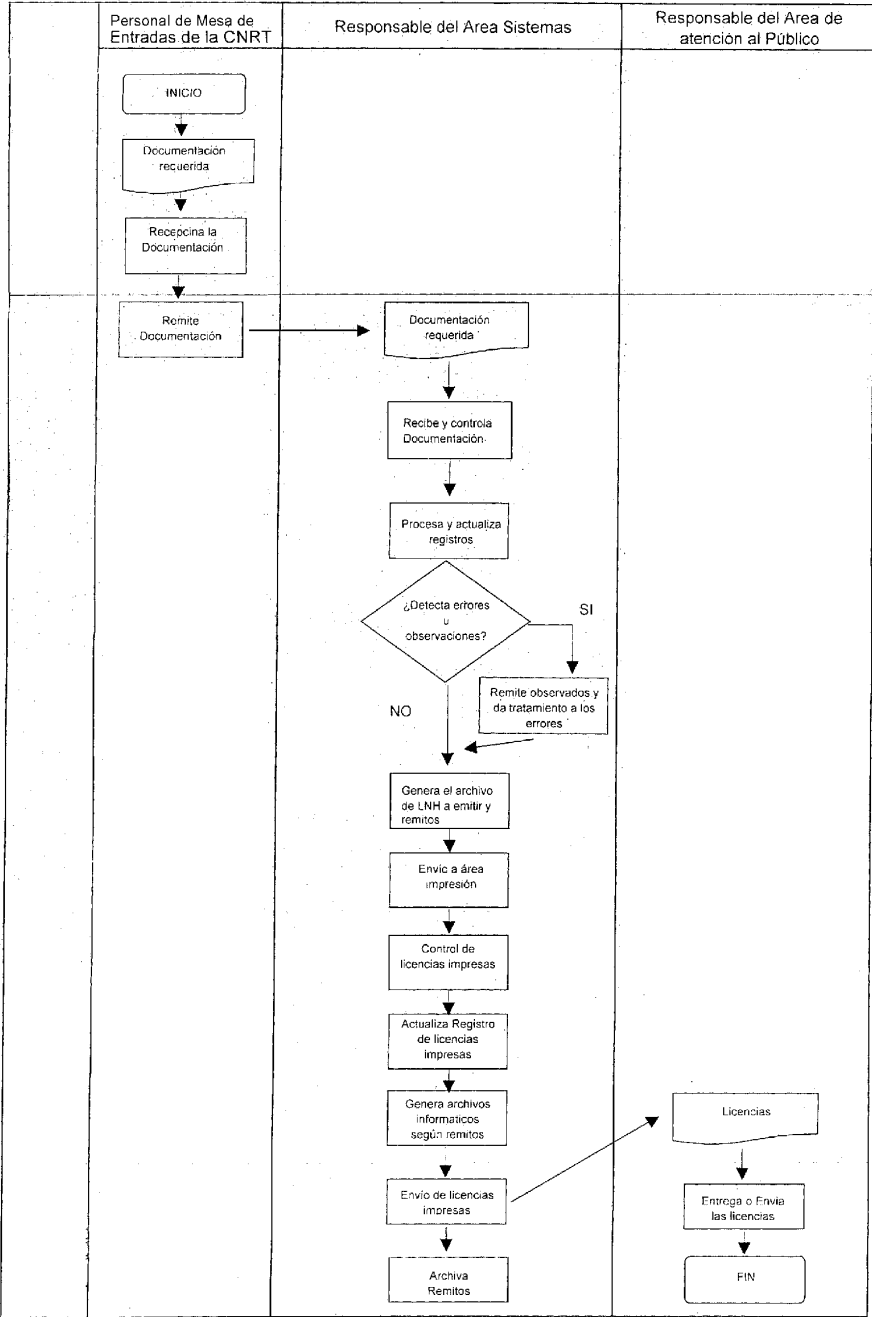 Personal de Mesa de
Entradas de la CNRT
Responsable del Area Sistemas
Responsable del Area de
atención al Público
INICIO
Documentación
requerida
Recepcina la
Documentación
Remite
Documentación
Documentación
requerida
Recibe y controla
Documentación
Procesa y actualiza
registros
¿Detecta errores
u
observaciones?
SI
Remite observados y
da tratamiento a los
errores
NO
Genera el archivo
de LNH a emitir y
remitos
Envío a área
impresión
Control de
licencias impresas
Actualiza Registro
de licencias
impresas
Genera archivos
informaticos
según remitos
Envío de licencias
impresas
Archiva
Remitos
Licencias
Entrega o Envía
las licencias
FIN